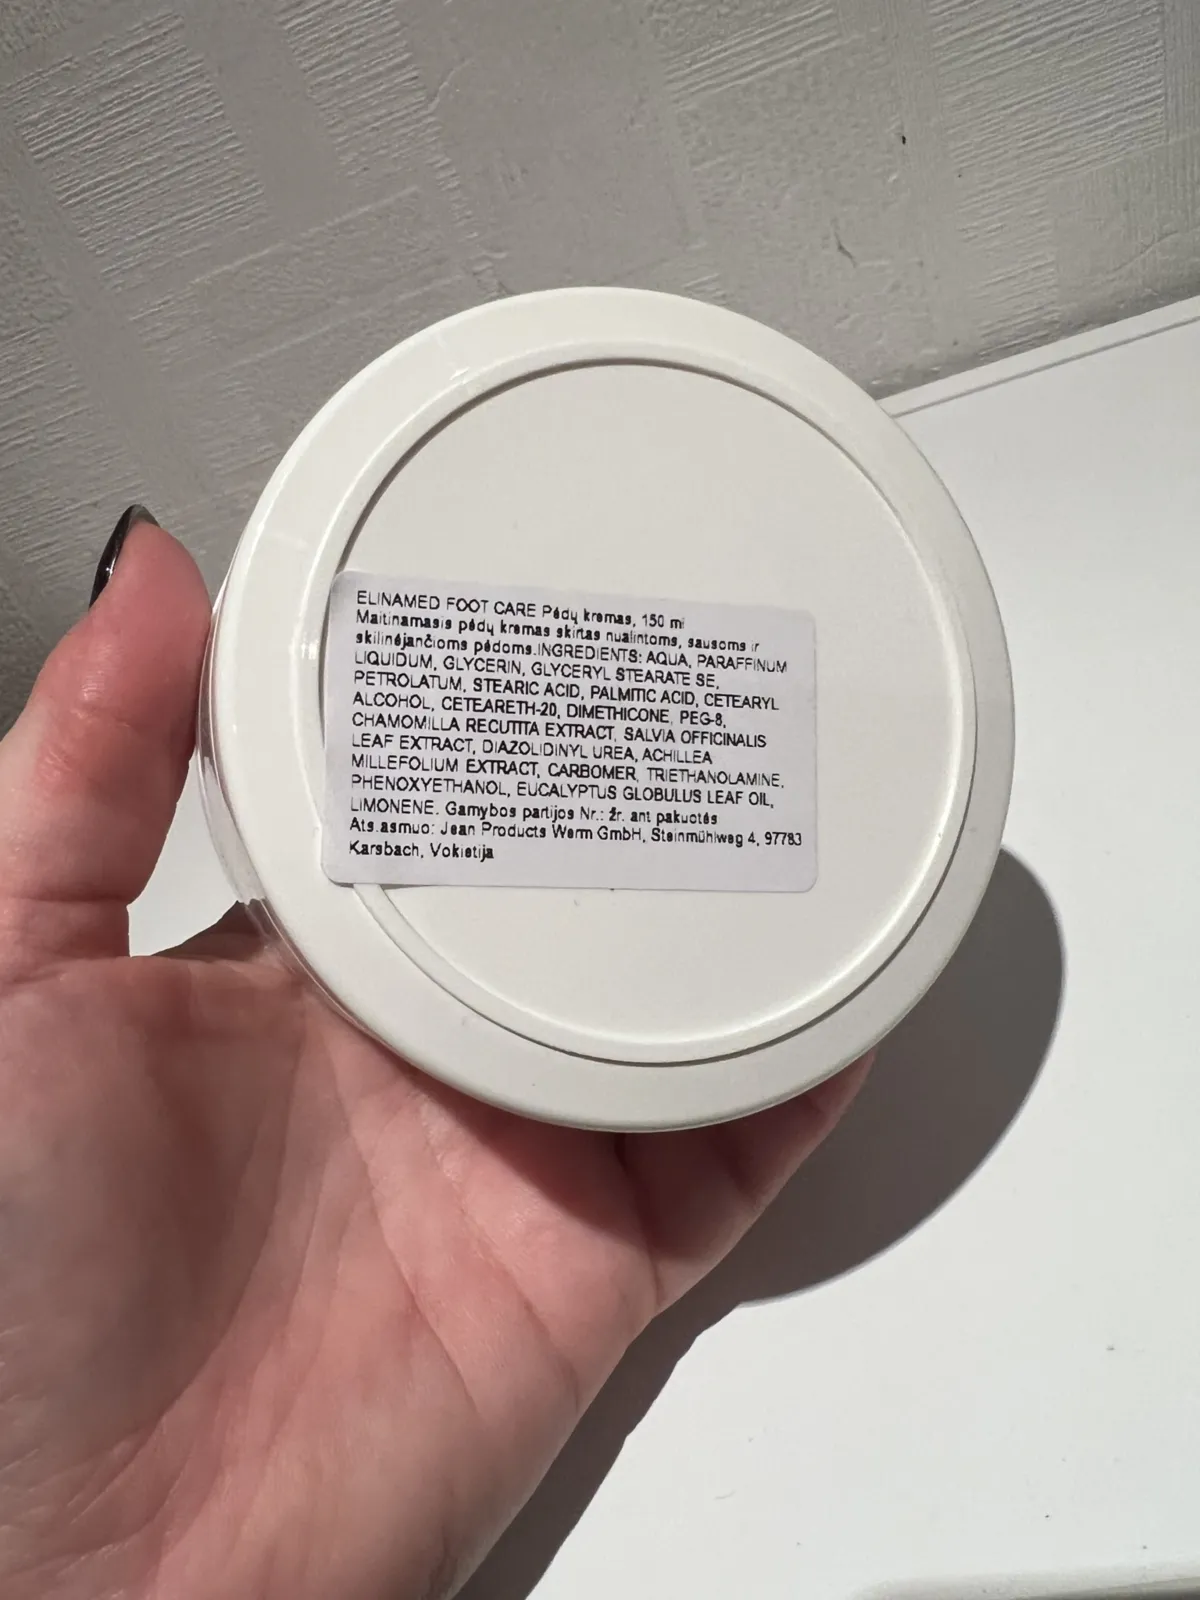 ELINAMED FOOT CARE Pėdų kremas, 150 ml
Maitinamasis pėdų kremas skirtas nualintoms, sausoms ir
skilinėjančioms pėdoms.INGREDIENTS: AQUA, PARAFFINUM
LIQUIDUM, GLYCERIN, GLYCERYL STEARATE SE,
PETROLATUM, STEARIC ACID, PALMITIC ACID, CETEARYL
ALCOHOL, CETEARETH-20, DIMETHICONE, PEG-8,
CHAMOMILLA RECUTITA EXTRACT, SALVIA OFFICINALIS
LEAF EXTRACT, DIAZOLIDINYL UREA, ACHILLEA
MILLEFOLIUM EXTRACT, CARBOMER, TRIETHANOLAMINE,
PHENOXYETHANOL, EUCALYPTUS GLOBULUS LEAF OIL,
LIMONENE. Gamybos partijos Nr.: žr. ant pakuotės
Ats.asmuo: Jean Products Werm GmbH, Steinmühlweg 4, 97783
Karsbach, Vokietija